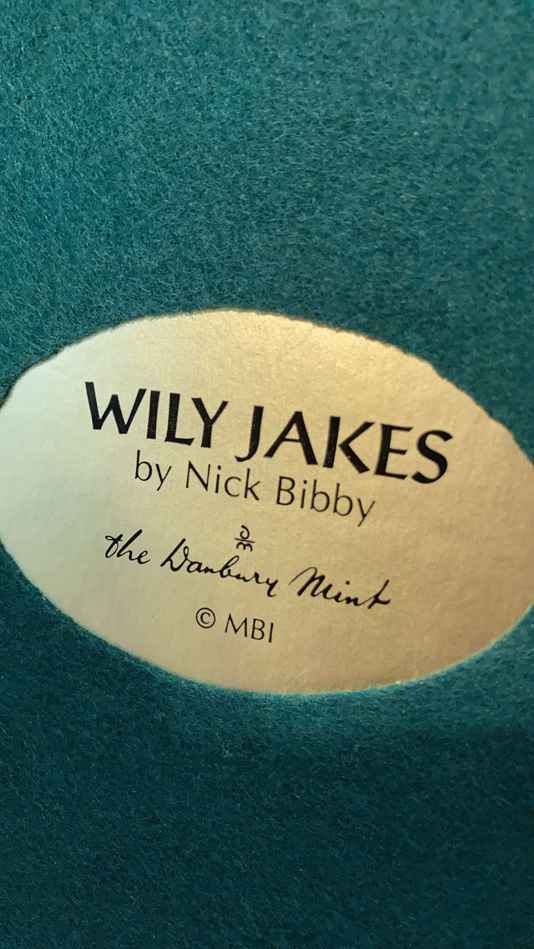 WILY JAKES
by Nick Bibby
the Danbury Mint
© MBI